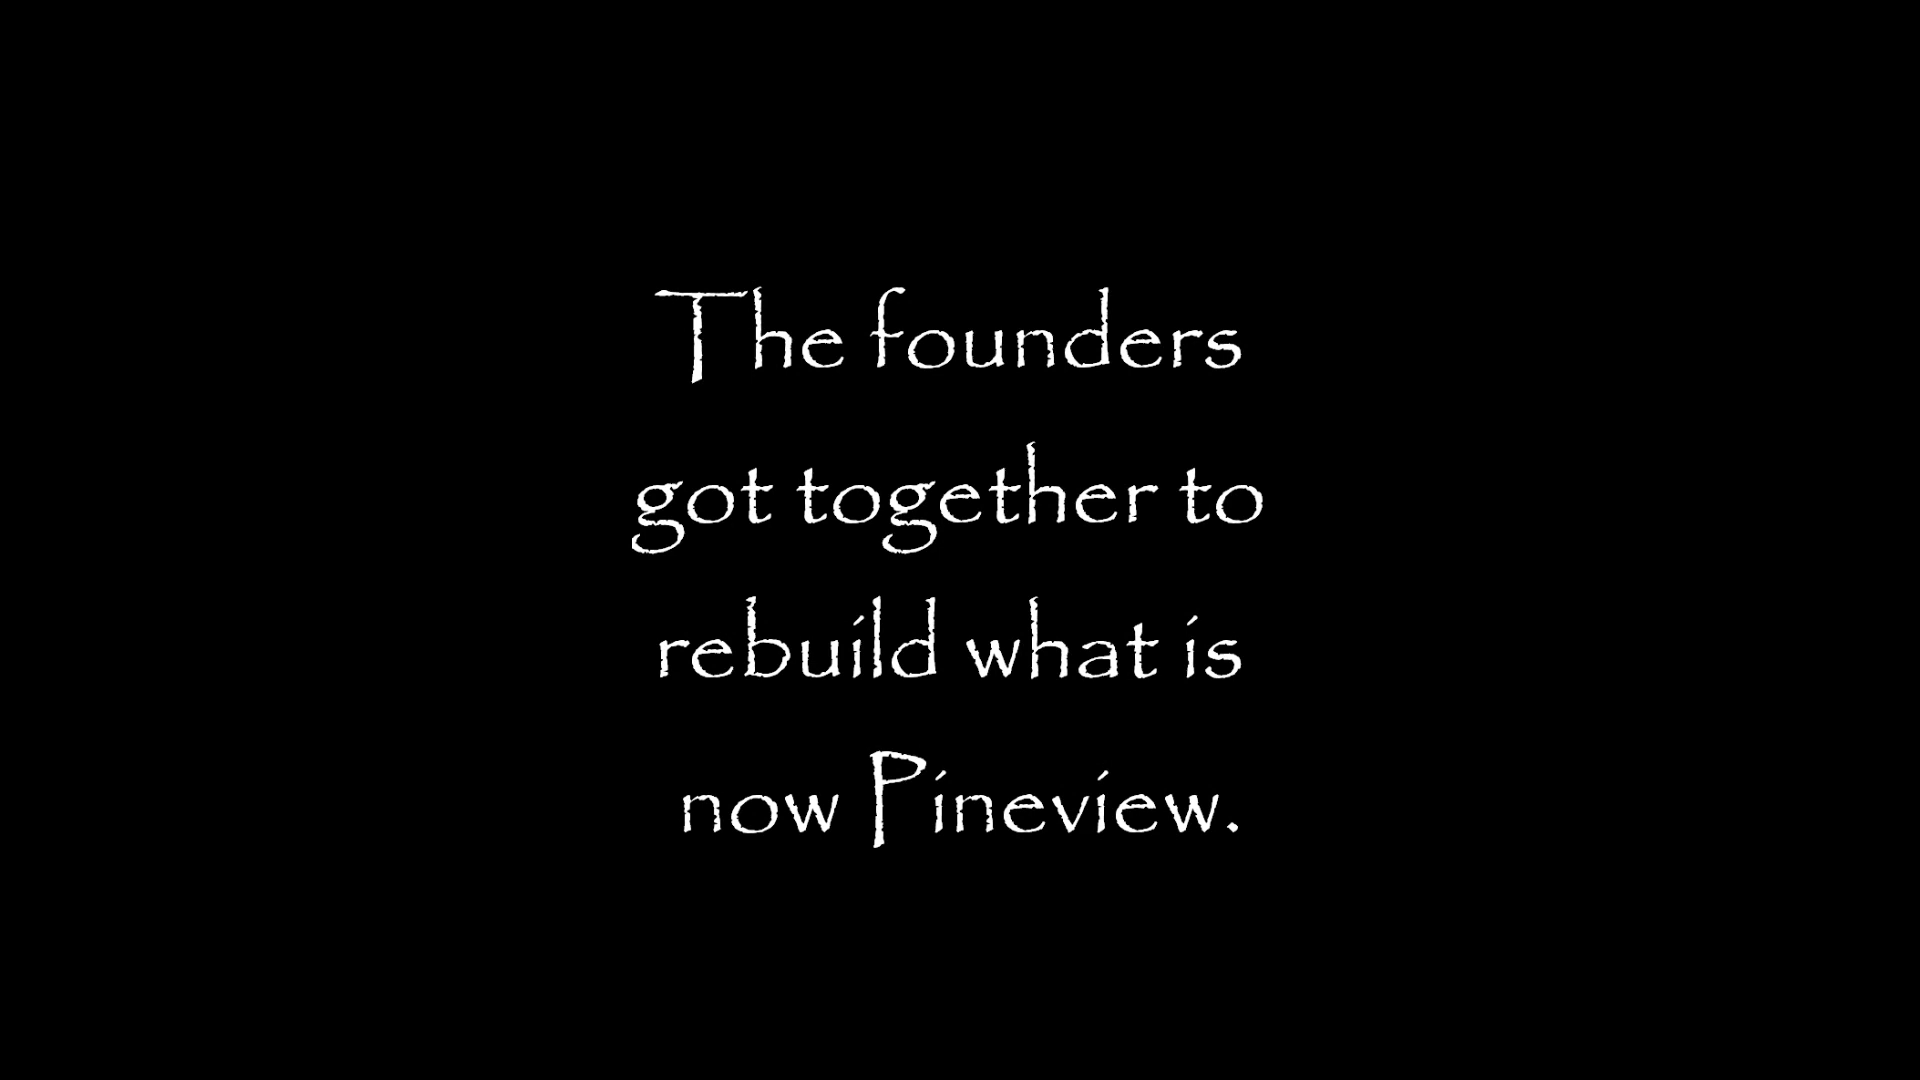 The founders
got together to
rebuild what is
now Pineview.